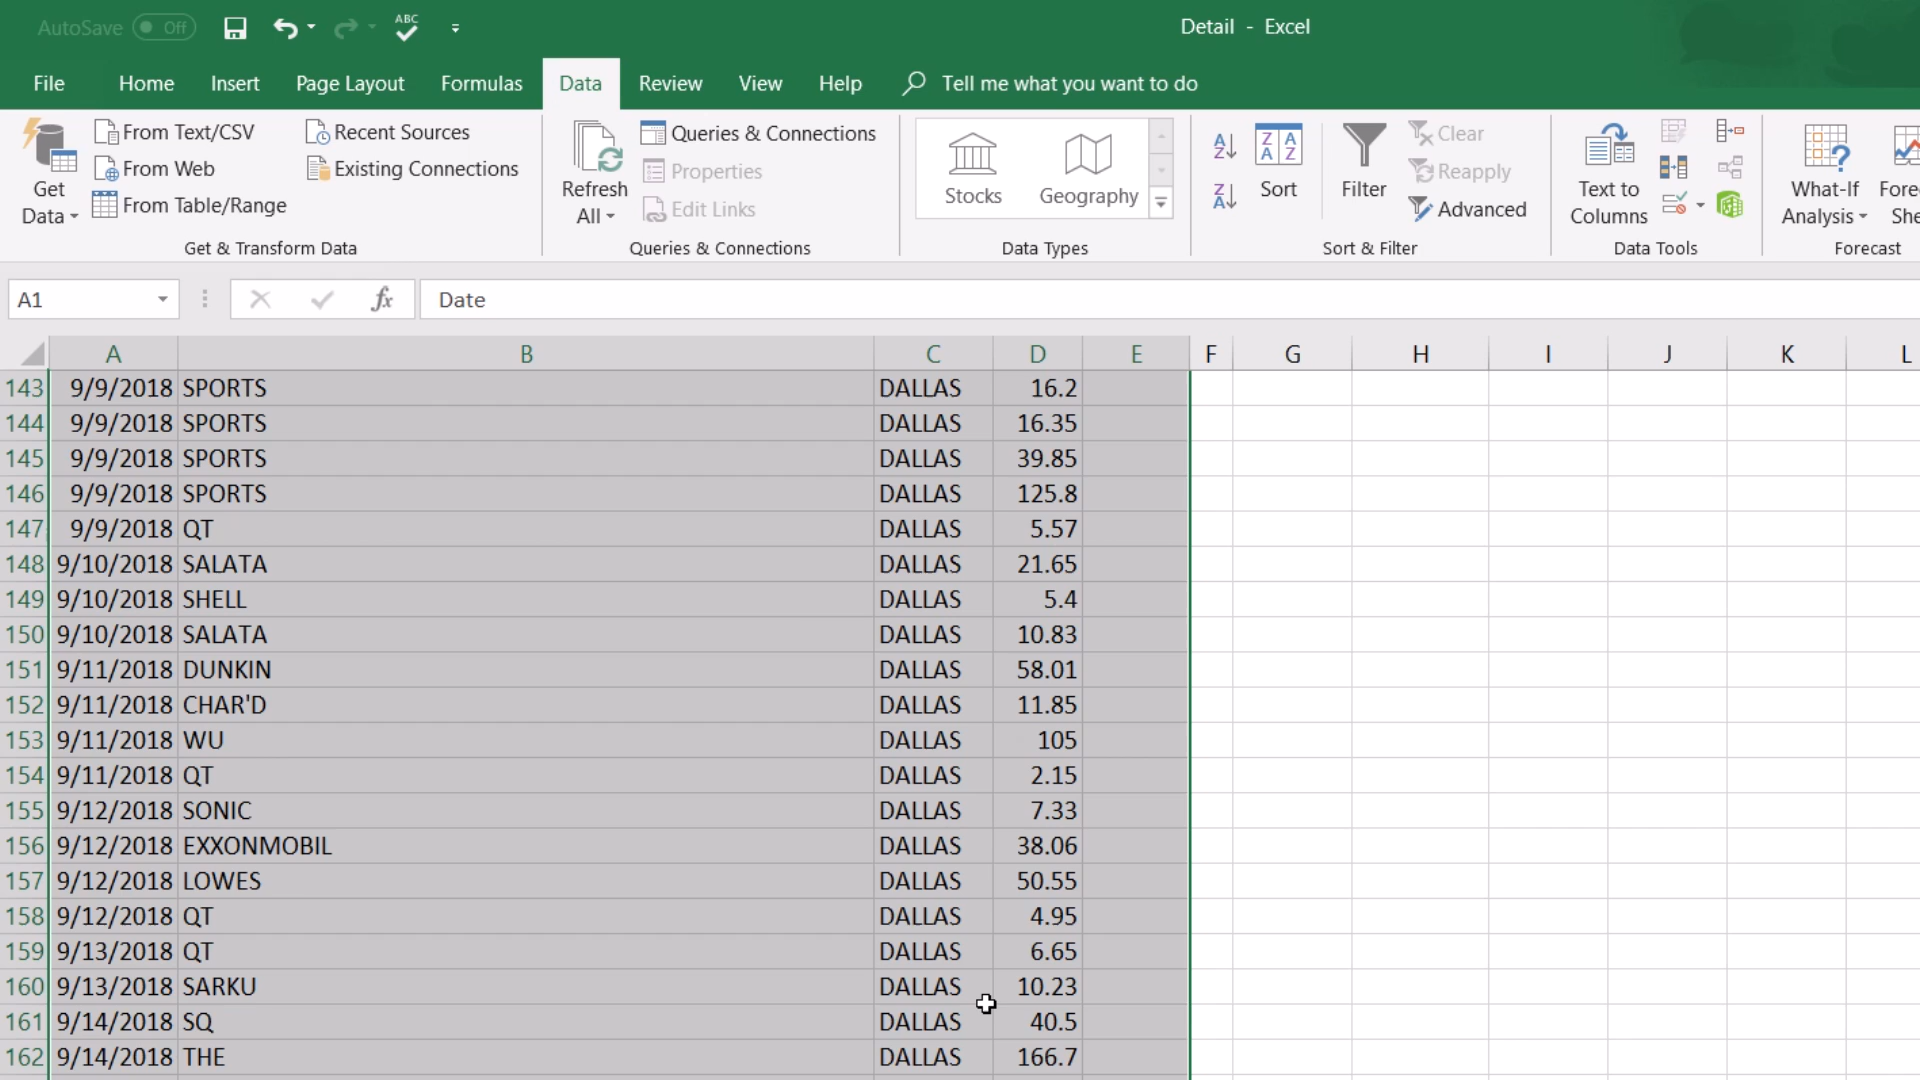 AutoSave Off ABC Detail - Excel
File Home Insert Page Layout Formulas Data Review View Help Tell me what you want to do
From Text/CSV Recent Sources Queries & Connections Clear
From Web Existing Connections Properties Reapply
From Table/Range Edit Links Advanced
Get Data Refresh All Stocks Geography Sort Filter Text to Columns What-If Analysis
Get & Transform Data Queries & Connections Data Types Sort & Filter Data Tools Forecast
A1 fx Date
A B C D E F G H I J K L
143 9/9/2018 SPORTS DALLAS 16.2
144 9/9/2018 SPORTS DALLAS 16.35
145 9/9/2018 SPORTS DALLAS 39.85
146 9/9/2018 SPORTS DALLAS 125.8
147 9/9/2018 QT DALLAS 5.57
148 9/10/2018 SALATA DALLAS 21.65
149 9/10/2018 SHELL DALLAS 5.4
150 9/10/2018 SALATA DALLAS 10.83
151 9/11/2018 DUNKIN DALLAS 58.01
152 9/11/2018 CHAR'D DALLAS 11.85
153 9/11/2018 WU DALLAS 105
154 9/11/2018 QT DALLAS 2.15
155 9/12/2018 SONIC DALLAS 7.33
156 9/12/2018 EXXONMOBIL DALLAS 38.06
157 9/12/2018 LOWES DALLAS 50.55
158 9/12/2018 QT DALLAS 4.95
159 9/13/2018 QT DALLAS 6.65
160 9/13/2018 SARKU DALLAS 10.23
161 9/14/2018 SQ DALLAS 40.5
162 9/14/2018 THE DALLAS 166.7